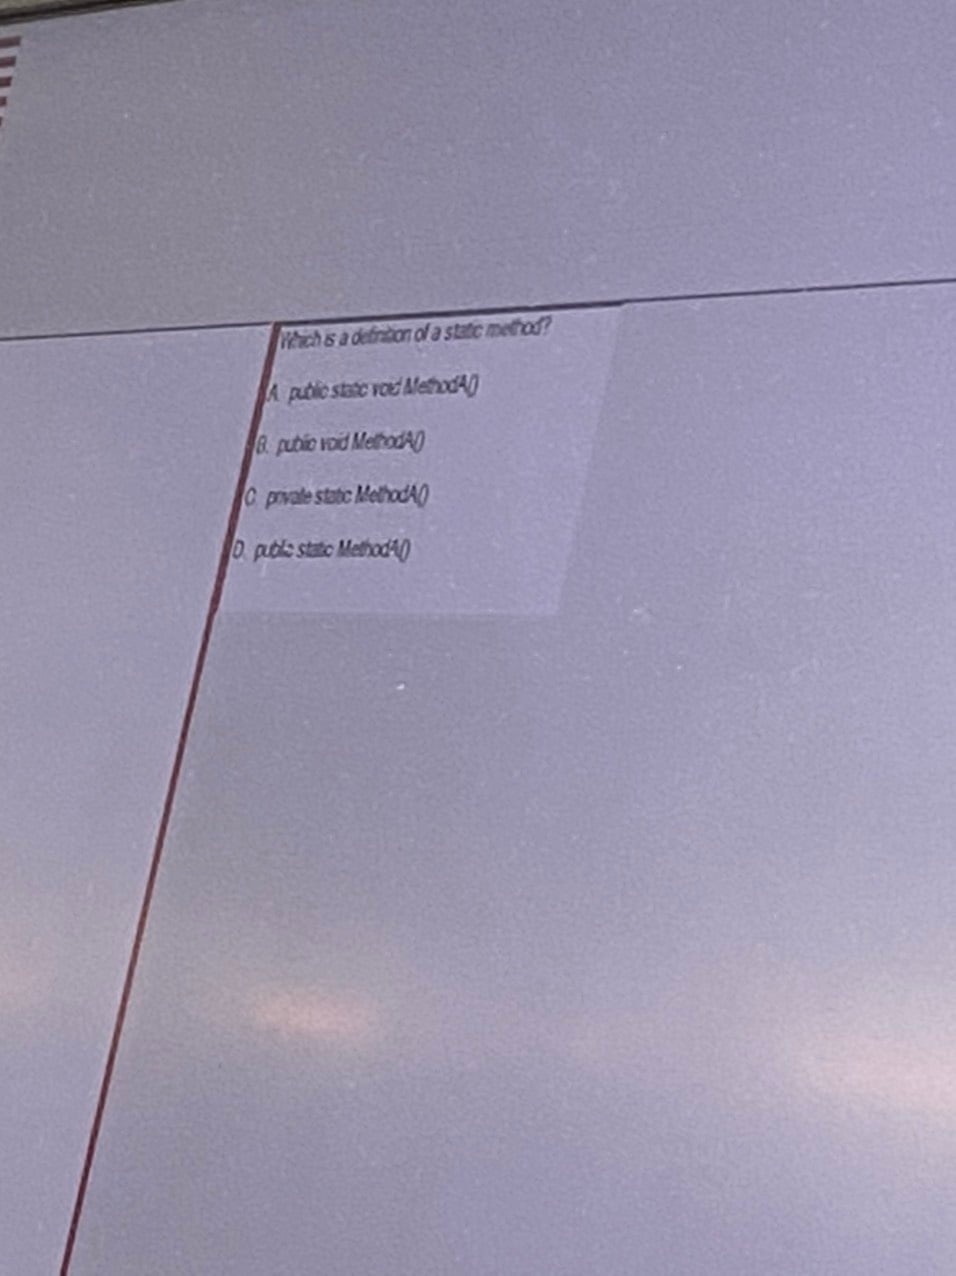 Which is a definition of a static method?
A. public static void MethodA()
B. public void MethodA()
C. private static MethodA()
D. public static MethodA()